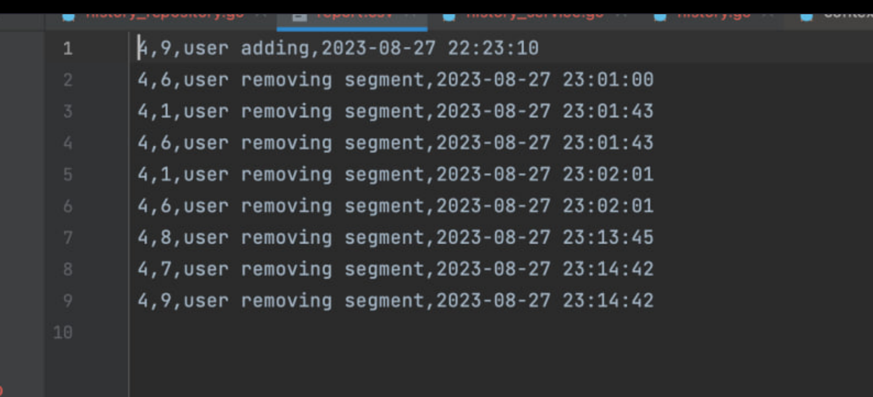 history_repository.go report.csv history_service.go history.go
1 4,9,user adding,2023-08-27 22:23:10
2 4,6,user removing segment,2023-08-27 23:01:00
3 4,1,user removing segment,2023-08-27 23:01:43
4 4,6,user removing segment,2023-08-27 23:01:43
5 4,1,user removing segment,2023-08-27 23:02:01
6 4,6,user removing segment,2023-08-27 23:02:01
7 4,8,user removing segment,2023-08-27 23:13:45
8 4,7,user removing segment,2023-08-27 23:14:42
9 4,9,user removing segment,2023-08-27 23:14:42
10